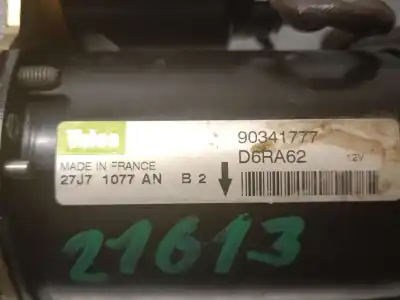 Valeo
90341777
MADE IN FRANCE
D6RA62
12V
27J7 1077 AN B 2
21613